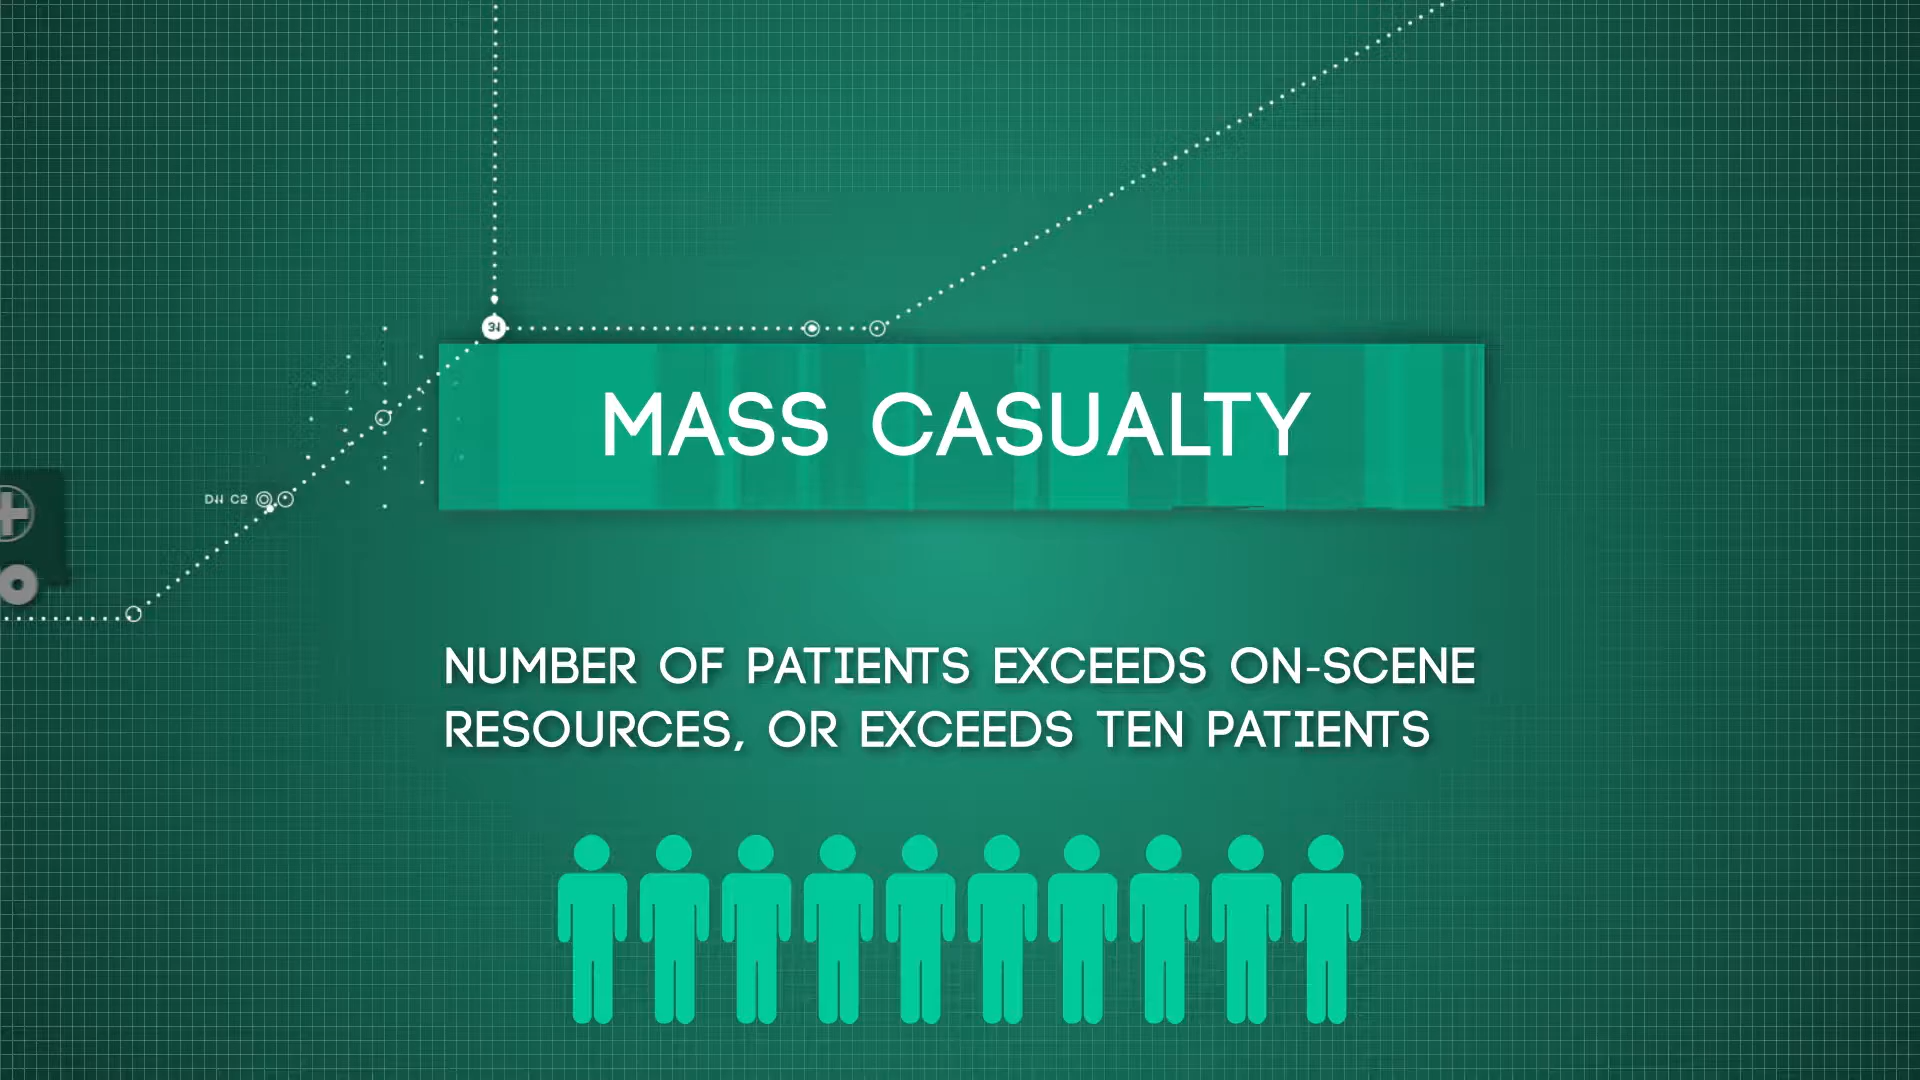 MASS CASUALTY
NUMBER OF PATIENTS EXCEEDS ON-SCENE
RESOURCES, OR EXCEEDS TEN PATIENTS